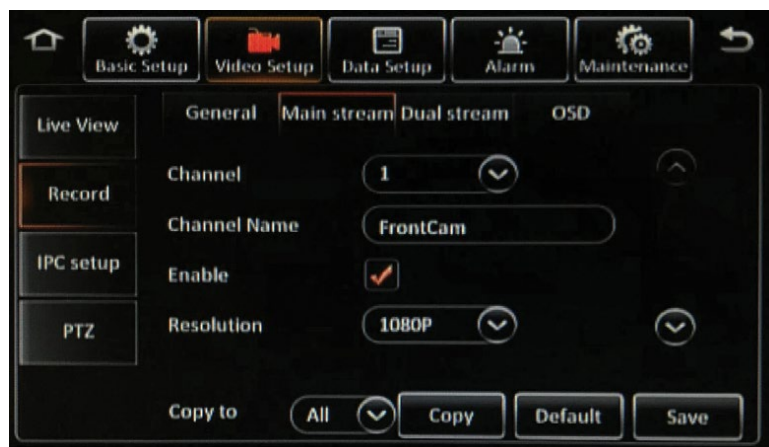 Basic Setup Video Setup Data Setup Alarm Maintenance
General Main stream Dual stream OSD
Live View
Channel 1
Record
Channel Name FrontCam
IPC setup
Enable
Resolution 1080P
PTZ
Copy to All Copy Default Save